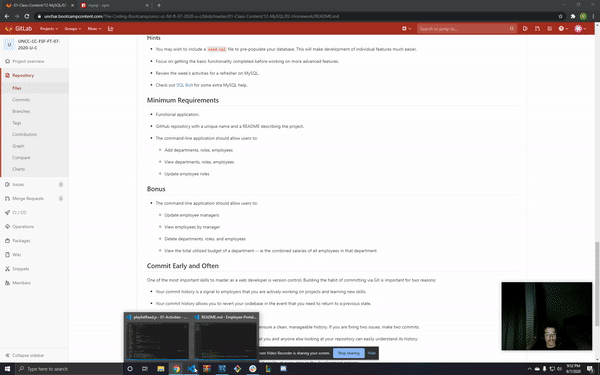 01-Class-Content/12-MySQL/02-Homework/README.md
mysql - npm
unchar.bootcampcontent.com/The-Coding-Bootcamp/uncc-uc/blob/master/01-Class-Content/12-MySQL/02-Homework/README.md
GitLab
Projects
Groups
More
Search or jump to...
U
UNCC-CC-FSF-FT-07-
2020-U-C
Project overview
Repository
Files
Commits
Branches
Tags
Contributors
Graph
Compare
Charts
Issues
Merge Requests
CI / CD
Operations
Packages
Wiki
Snippets
Members
Collapse sidebar
Hints
You may wish to include a seed.sql file to pre-populate your database. This will make development of individual features much easier.
Focus on getting the basic functionality completed before working on more advanced features.
Review the week's activities for a refresher on MySQL.
Check out SQL Bolt for some extra MySQL help.
Minimum Requirements
Functional application.
GitHub repository with a unique name and a README describing the project.
The command-line application should allow users to:
Add departments, roles, employees
View departments, roles, employees
Update employee roles
Bonus
The command-line application should allow users to:
Update employee managers
View employees by manager
Delete departments, roles, and employees
View the total utilized budget of a department -- ie the combined salaries of all employees in that department
Commit Early and Often
One of the most important skills to master as a web developer is version control. Building the habit of committing via Git is important for two reasons:
Your commit history is a signal to employers that you are actively working on projects and learning new skills.
Your commit history allows you to revert your codebase in the event that you need to return to a previous state.
playlistRead.js - 01-Activities - ...
README.md - Employee-Portal...
ensure a clean, manageable history. If you are fixing two issues, make two commits.
you and anyone else looking at your repository can easily understand its history.
Video Recorder is sharing your screen.
Stop sharing
Hide
Type here to search
9:52 PM
8/7/2020